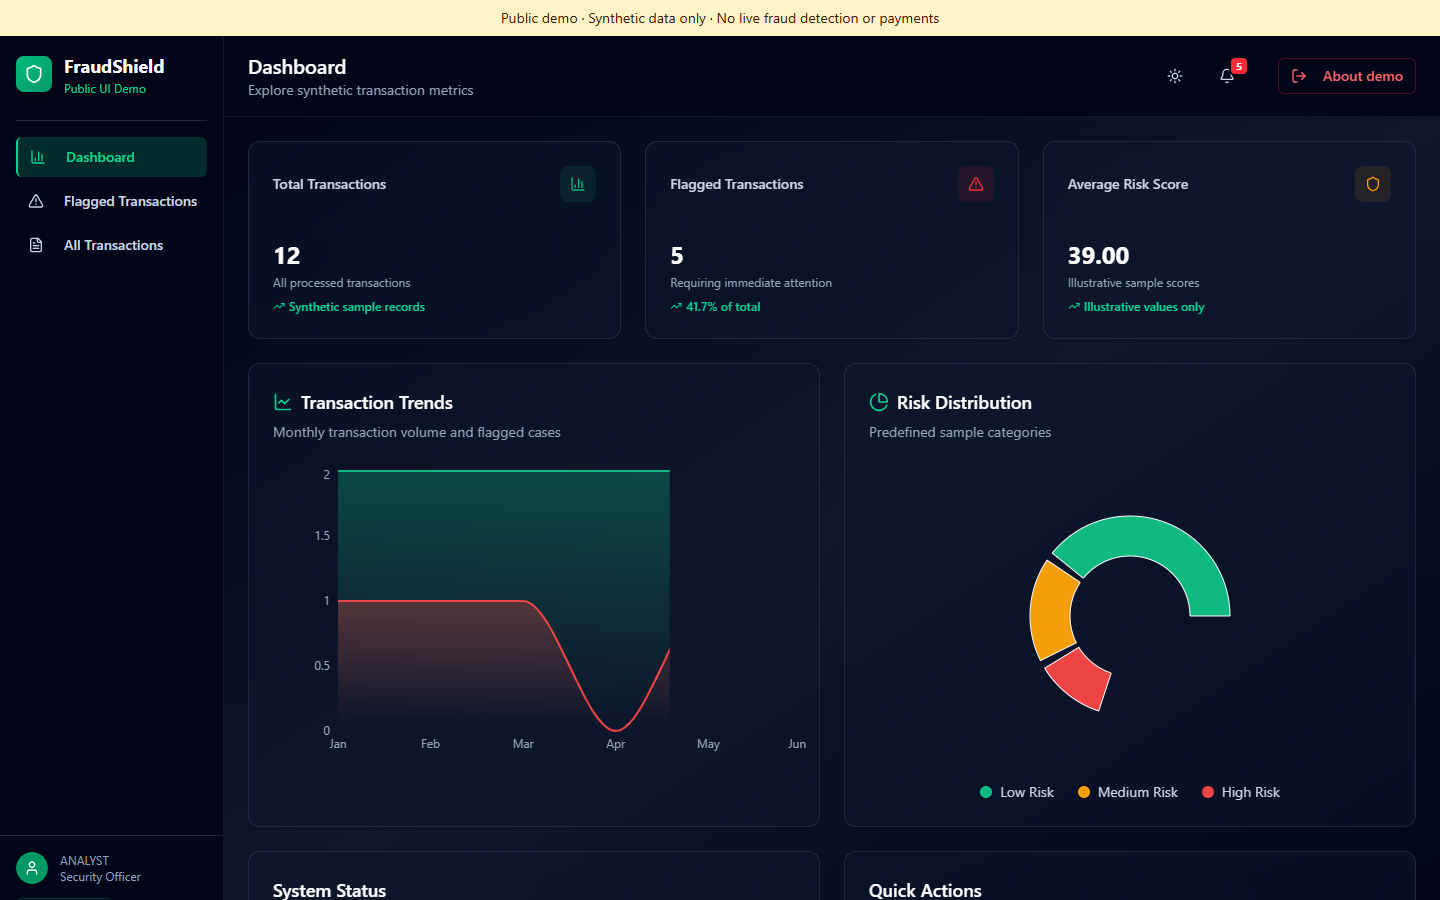 Public demo · Synthetic data only · No live fraud detection or payments
FraudShield
Public UI Demo
Dashboard
Flagged Transactions
All Transactions
ANALYST
Security Officer
Dashboard
Explore synthetic transaction metrics
5
About demo
Total Transactions
12
All processed transactions
Synthetic sample records
Flagged Transactions
5
Requiring immediate attention
41.7% of total
Average Risk Score
39.00
Illustrative sample scores
Illustrative values only
Transaction Trends
Monthly transaction volume and flagged cases
2
1.5
1
0.5
0
Jan Feb Mar Apr May Jun
Risk Distribution
Predefined sample categories
Low Risk Medium Risk High Risk
System Status
Quick Actions